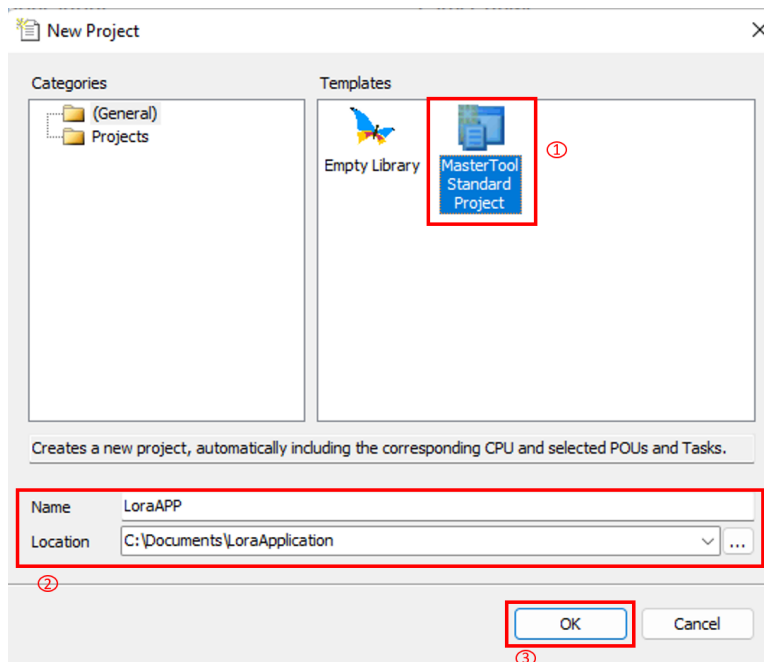 New Project
Categories
Templates
(General)
Projects
Empty Library
MasterTool
Standard
Project
①
Creates a new project, automatically including the corresponding CPU and selected POUs and Tasks.
Name
LoraAPP
Location
C:\Documents\LoraApplication
...
②
OK
Cancel
③